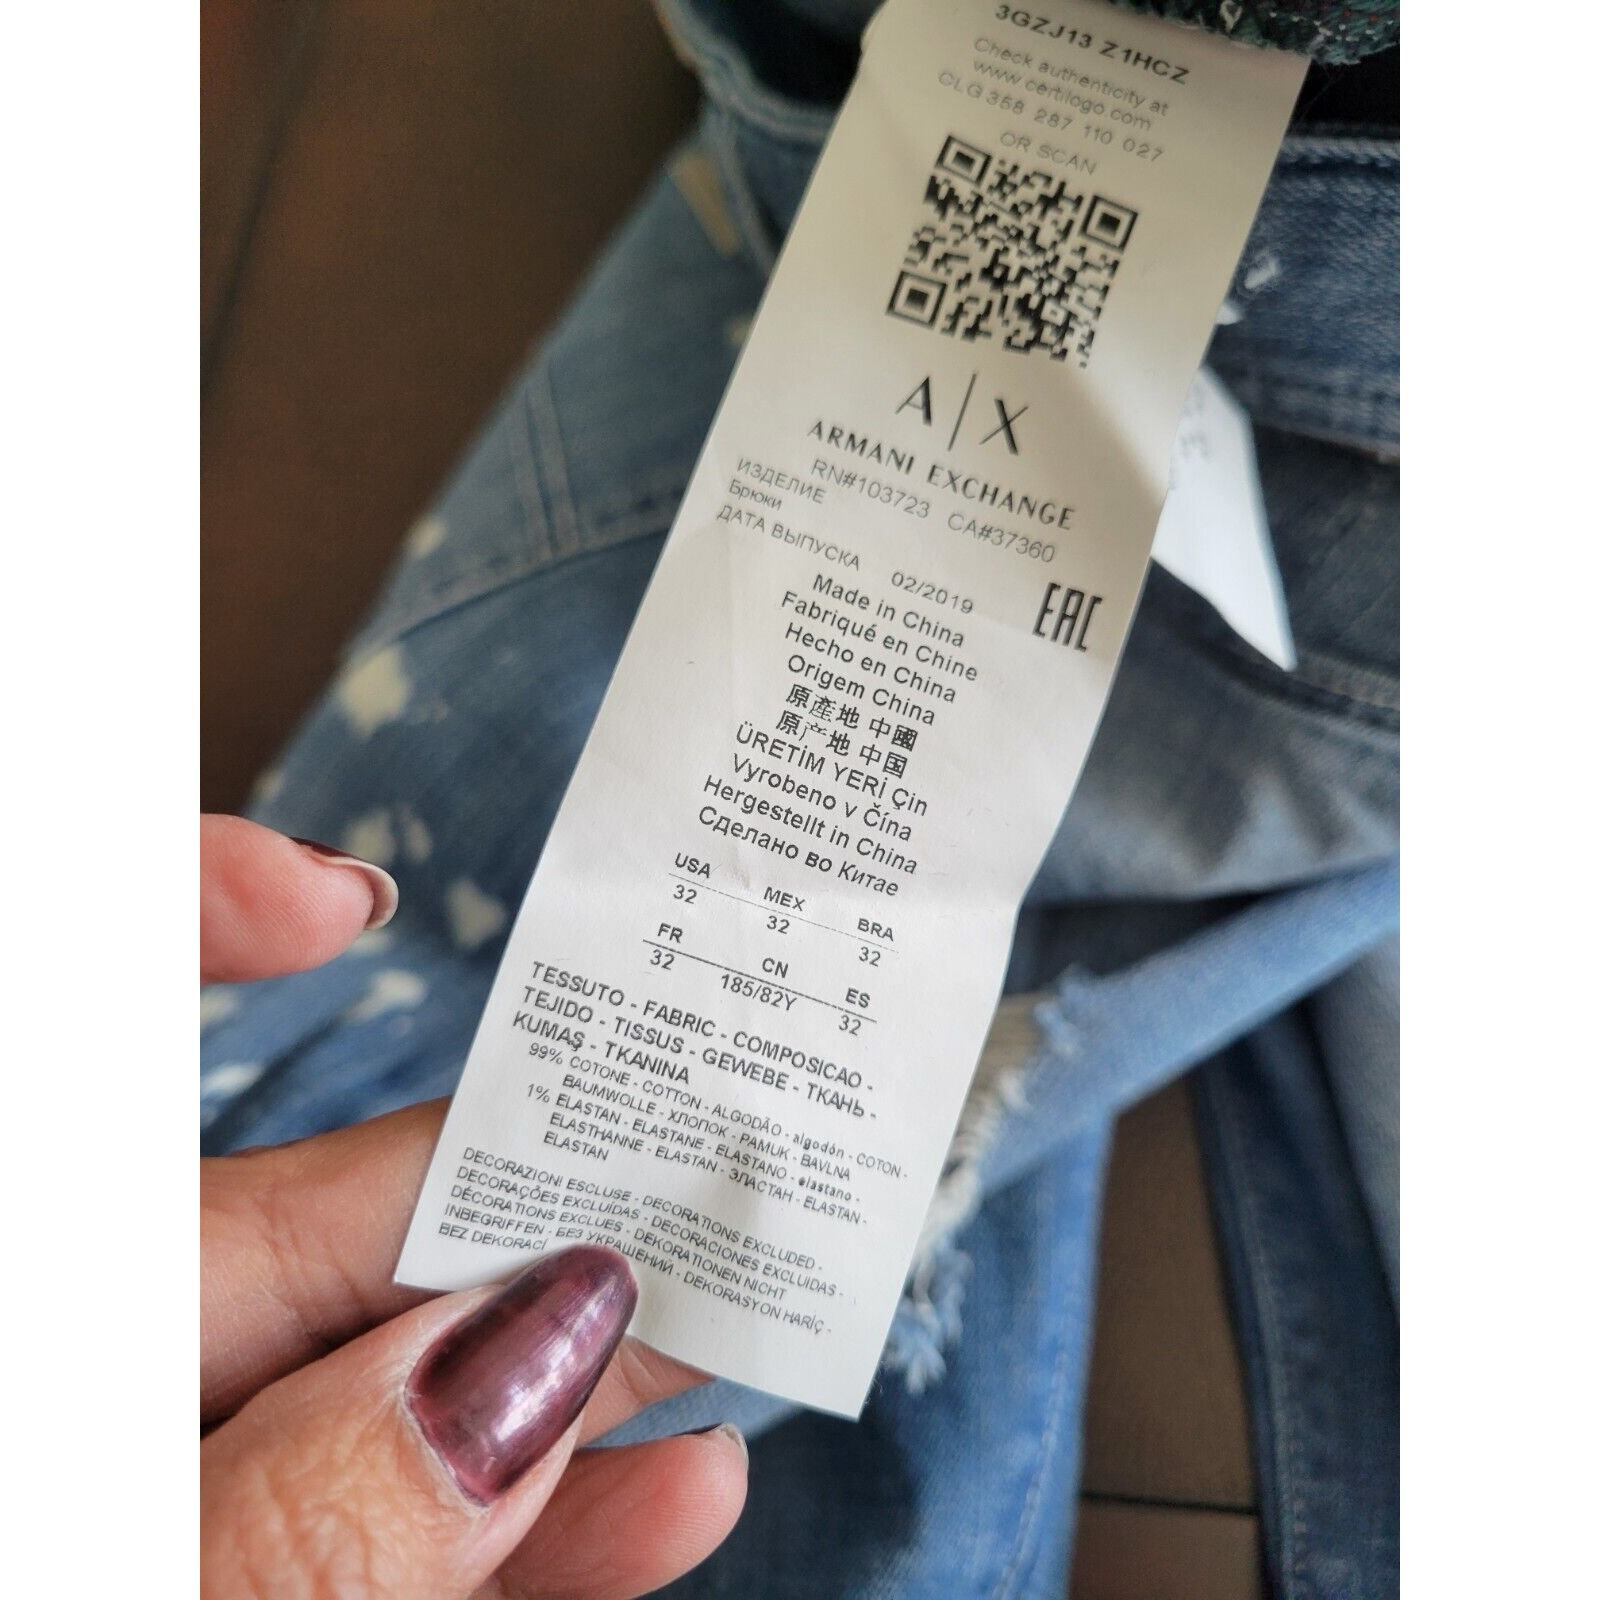 3GZJ13 Z1HCZ
Check authenticity at
www.certilogo.com
CLG 358 287 110 027
OR SCAN
A|X
ARMANI EXCHANGE
RN#103723 CA#37360
ИЗДЕЛИЕ
Брюки
ДАТА ВЫПУСКА 02/2019
EAC
Made in China
Fabriqué en Chine
Hecho en China
Origem China
原產地 中國
原产地 中国
ÜRETİM YERİ Çin
Vyrobeno v Čína
Hergestellt in China
Сделано во Китае
USA MEX BRA
32 32 32
FR CN ES
32 185/82Y 32
TESSUTO - FABRIC - COMPOSICAO -
TEJIDO - TISSUS - GEWEBE - ТКАНЬ -
KUMAŞ - TKANINA
99% COTONE - COTTON - ALGODÃO - algodón - COTON -
BAUMWOLLE - ХЛОПОК - PAMUK - BAVLNA
1% ELASTAN - ELASTANE - ELASTANO - elastano -
ELASTHANNE - ELASTAN - ЭЛАСТАН - ELASTAN -
ELASTAN
DECORAZIONI ESCLUSE - DECORATIONS EXCLUDED -
DECORAÇÕES EXCLUÍDAS - DECORACIONES EXCLUIDAS -
DÉCORATIONS EXCLUES - DEKORATIONEN NICHT
INBEGRIFFEN - БЕЗ УКРАШЕНИЙ - DEKORASYON HARİÇ -
BEZ DEKORACÍ